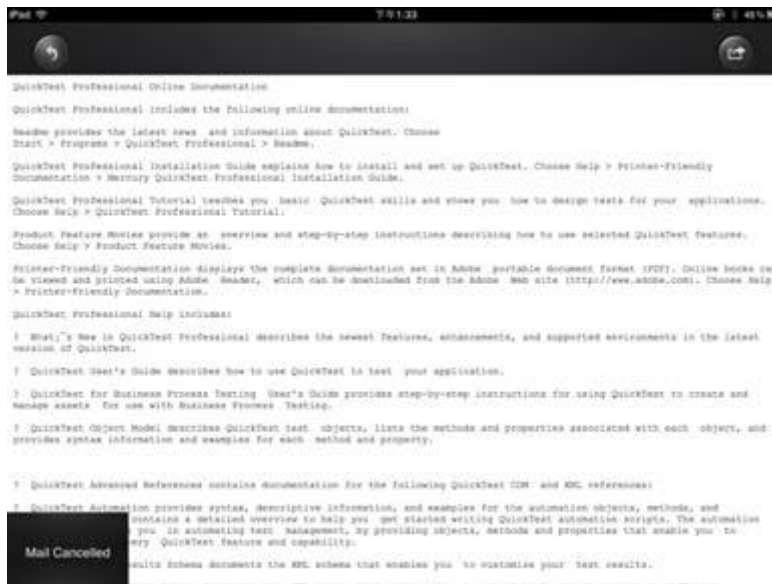 iPad 下午1:33 45%
QuickTest Professional Online Documentation
QuickTest Professional includes the following online documentation:
Readme provides the latest news and information about QuickTest. Choose
Start > Programs > QuickTest Professional > Readme.
QuickTest Professional Installation Guide explains how to install and set up QuickTest. Choose Help > Printer-Friendly
Documentation > Mercury QuickTest Professional Installation Guide.
QuickTest Professional Tutorial teaches you basic QuickTest skills and shows you how to design tests for your applications.
Choose Help > QuickTest Professional Tutorial.
Product Feature Movies provide an overview and step-by-step instructions describing how to use selected QuickTest features.
Choose Help > Product Feature Movies.
Printer-Friendly Documentation displays the complete documentation set in Adobe portable document format (PDF). Online books ca
be viewed and printed using Adobe Reader, which can be downloaded from the Adobe Web site (http://www.adobe.com). Choose Help
> Printer-Friendly Documentation.
QuickTest Professional Help includes:
? What¡¯s New in QuickTest Professional describes the newest features, enhancements, and supported environments in the latest
version of QuickTest.
? QuickTest User's Guide describes how to use QuickTest to test your application.
? QuickTest for Business Process Testing User's Guide provides step-by-step instructions for using QuickTest to create and
manage assets for use with Business Process Testing.
? QuickTest Object Model describes QuickTest test objects, lists the methods and properties associated with each object, and
provides syntax information and examples for each method and property.
? QuickTest Advanced References contains documentation for the following QuickTest COM and XML references:
? QuickTest Automation provides syntax, descriptive information, and examples for the automation objects, methods, and
contains a detailed overview to help you get started writing QuickTest automation scripts. The automation
you in automating test management, by providing objects, methods and properties that enable you to
very QuickTest feature and capability.
Mail Cancelled
sults Schema documents the XML schema that enables you to customize your test results.